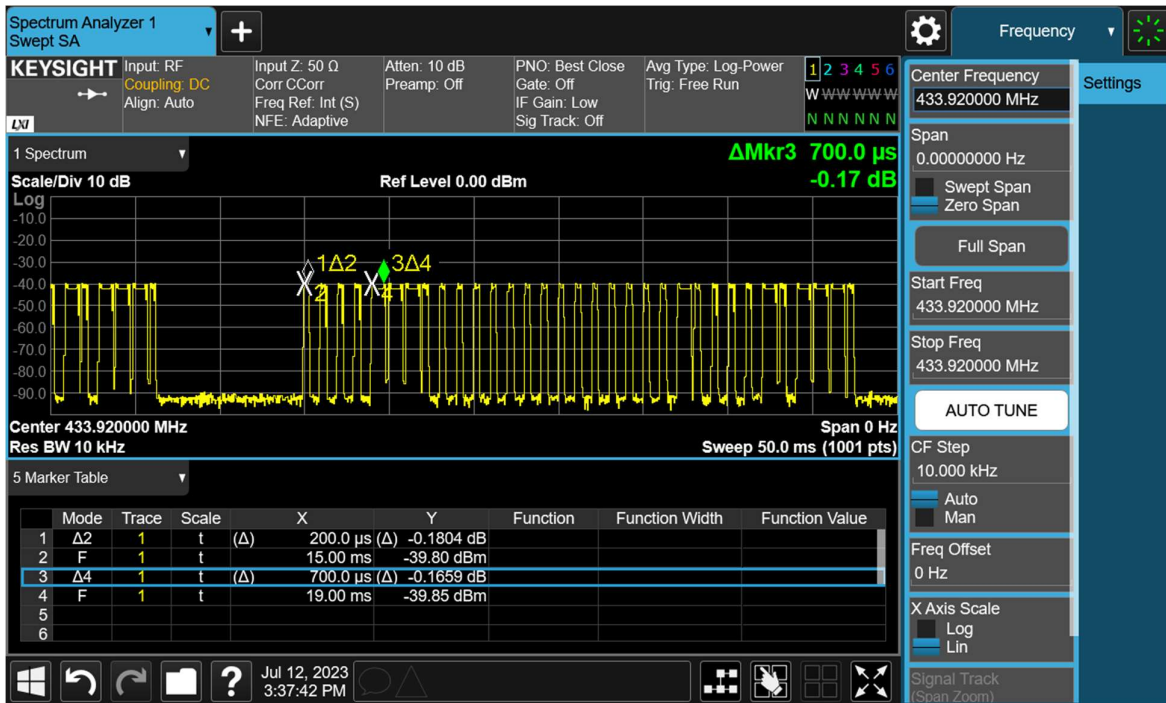 Spectrum Analyzer 1
Swept SA
Frequency
KEYSIGHT
LXI
Input: RF
Coupling: DC
Align: Auto
Input Z: 50 Ω
Corr CCorr
Freq Ref: Int (S)
NFE: Adaptive
Atten: 10 dB
Preamp: Off
PNO: Best Close
Gate: Off
IF Gain: Low
Sig Track: Off
Avg Type: Log-Power
Trig: Free Run
1 2 3 4 5 6
W W W W W W
N N N N N N
1 Spectrum
ΔMkr3 700.0 µs
-0.17 dB
Scale/Div 10 dB
Ref Level 0.00 dBm
Log
-10.0
-20.0
-30.0
-40.0
-50.0
-60.0
-70.0
-80.0
-90.0
1Δ2
3Δ4
2
4
Center 433.920000 MHz
Span 0 Hz
Res BW 10 kHz
Sweep 50.0 ms (1001 pts)
5 Marker Table
Mode Trace Scale X Y Function Function Width Function Value
1 Δ2 1 t (Δ) 200.0 µs (Δ) -0.1804 dB
2 F 1 t 15.00 ms -39.80 dBm
3 Δ4 1 t (Δ) 700.0 µs (Δ) -0.1659 dB
4 F 1 t 19.00 ms -39.85 dBm
5
6
?
Jul 12, 2023
3:37:42 PM
Center Frequency
433.920000 MHz
Span
0.00000000 Hz
Swept Span
Zero Span
Full Span
Start Freq
433.920000 MHz
Stop Freq
433.920000 MHz
AUTO TUNE
CF Step
10.000 kHz
Auto
Man
Freq Offset
0 Hz
X Axis Scale
Log
Lin
Signal Track
(Span Zoom)
Settings